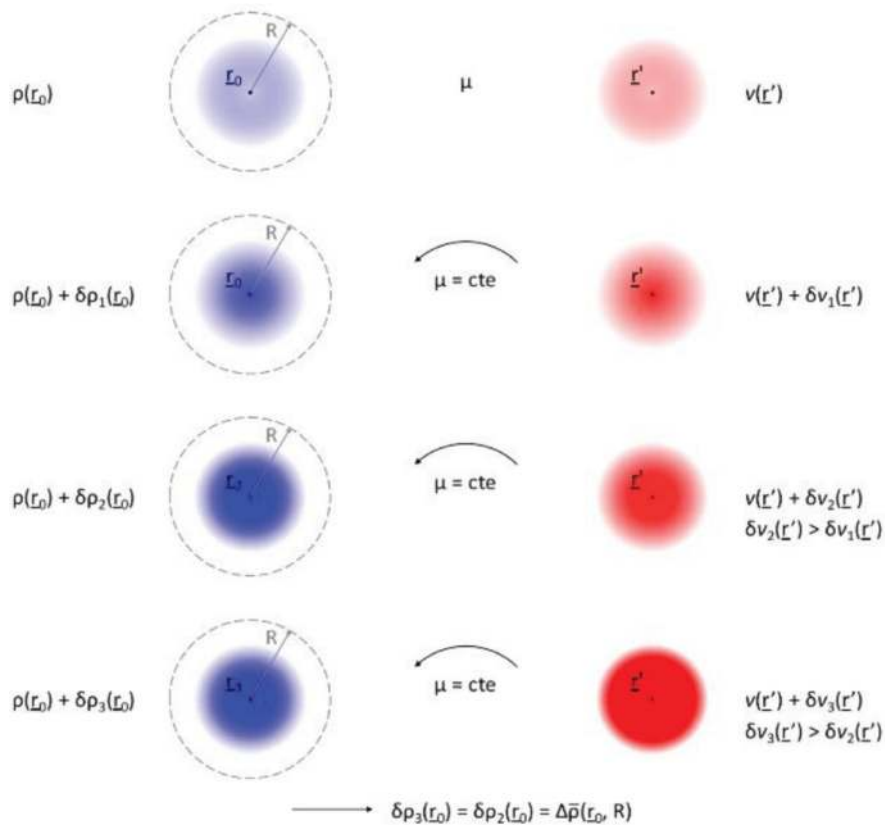 R
ρ(r₀)
r₀
μ
r'
v(r')
R
r₀
ρ(r₀) + δρ₁(r₀)
μ = cte
r'
v(r') + δv₁(r')
R
ρ(r₀) + δρ₂(r₀)
μ = cte
r'
v(r') + δv₂(r')
δv₂(r') > δv₁(r')
R
ρ(r₀) + δρ₃(r₀)
μ = cte
r'
v(r') + δv₃(r')
δv₃(r') > δv₂(r')
δρ₃(r₀) = δρ₂(r₀) = Δρ̅(r₀, R)